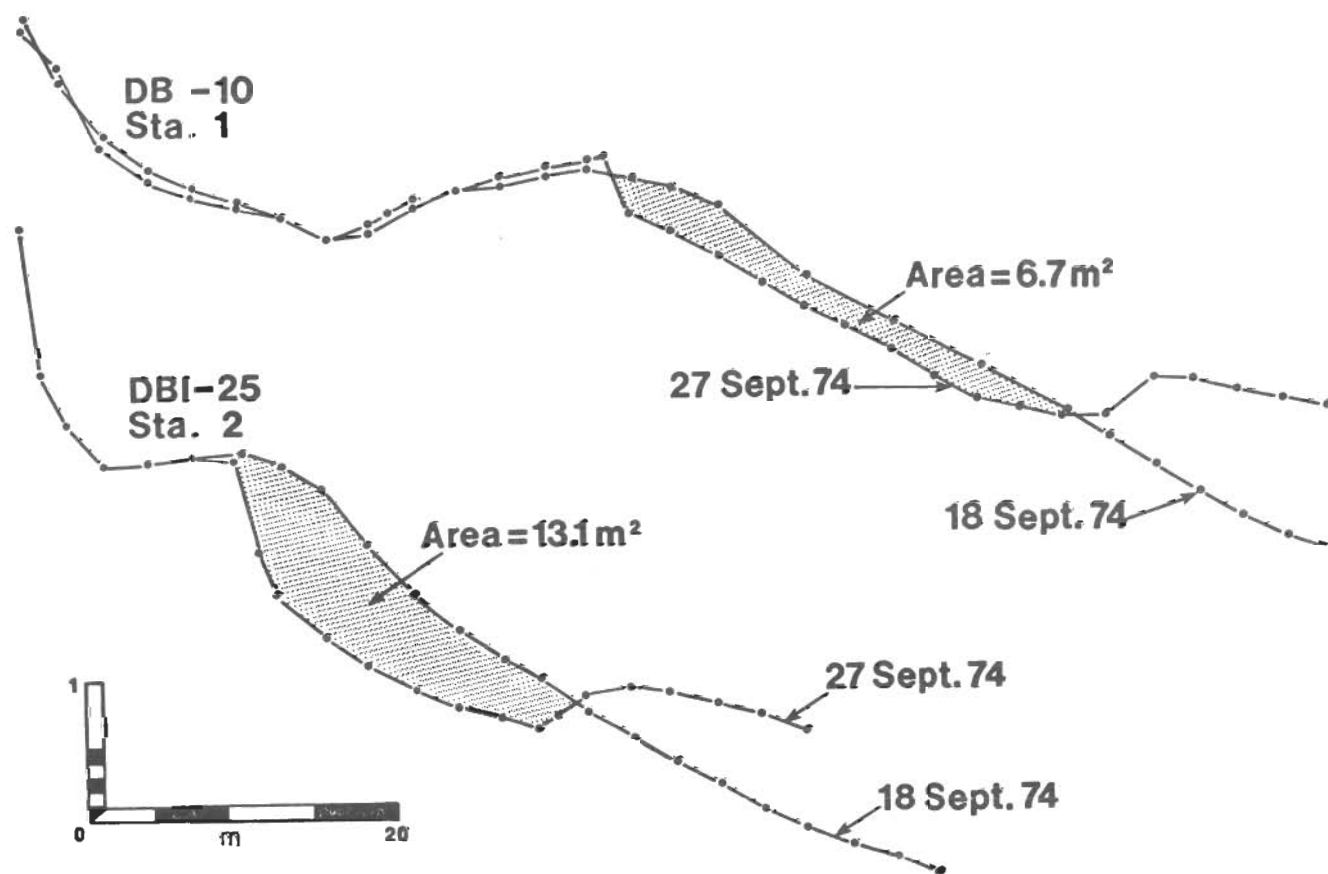 DB -10
Sta. 1
Area=6.7m²
27 Sept. 74
DBI-25
Sta. 2
18 Sept. 74
Area=13.1m²
27 Sept. 74
1
18 Sept. 74
0 m 20